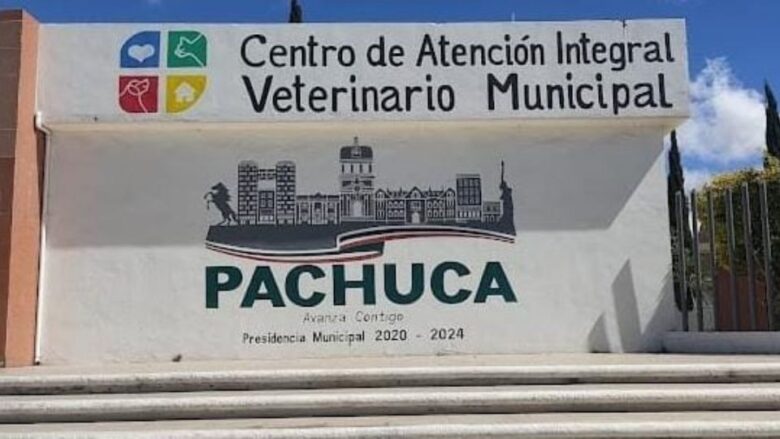 Centro de Atención Integral
Veterinario Municipal
PACHUCA
Avanza Contigo
Presidencia Municipal 2020 - 2024